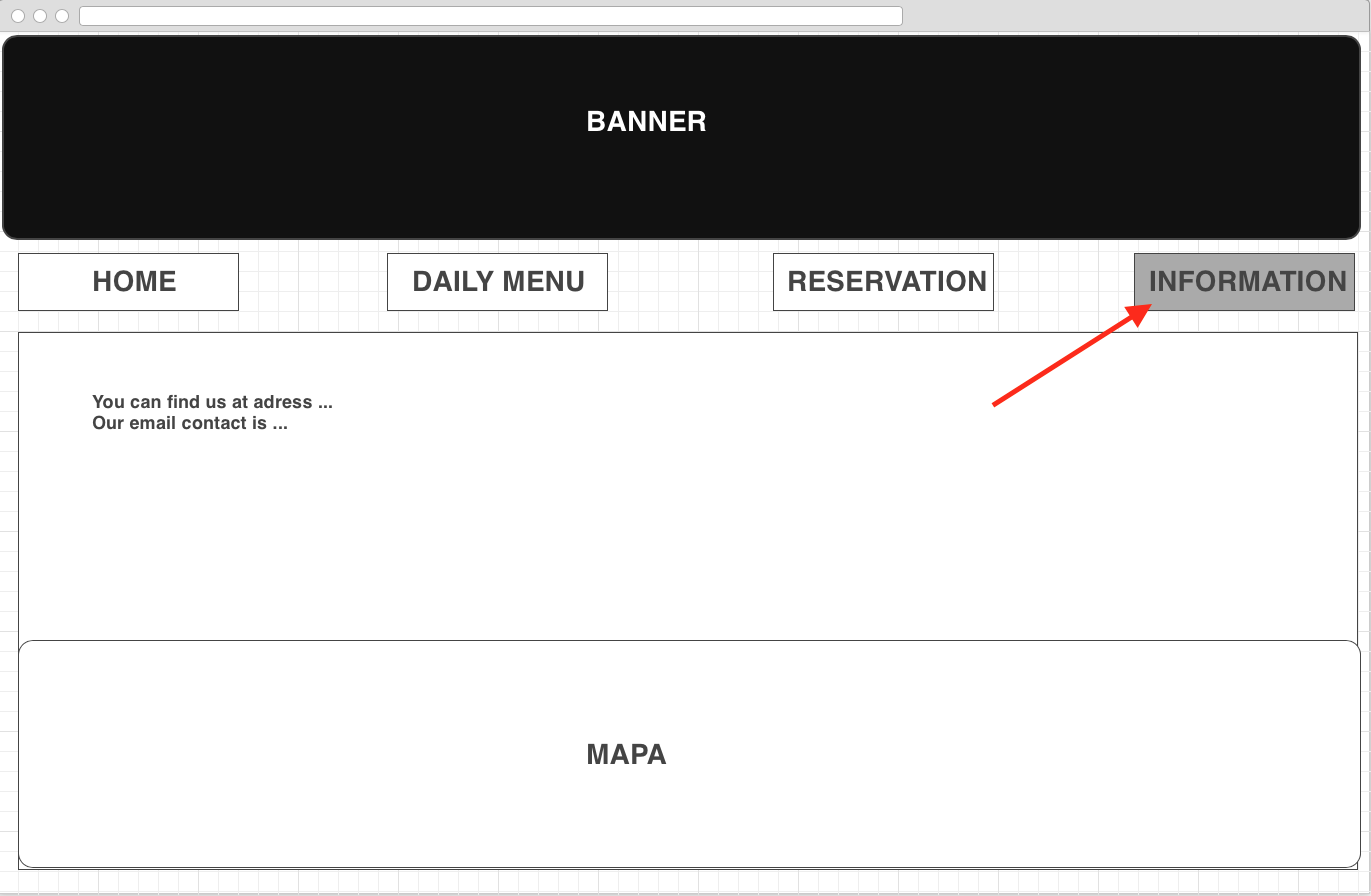 BANNER
HOME
DAILY MENU
RESERVATION
INFORMATION
You can find us at adress ...
Our email contact is ...
MAPA